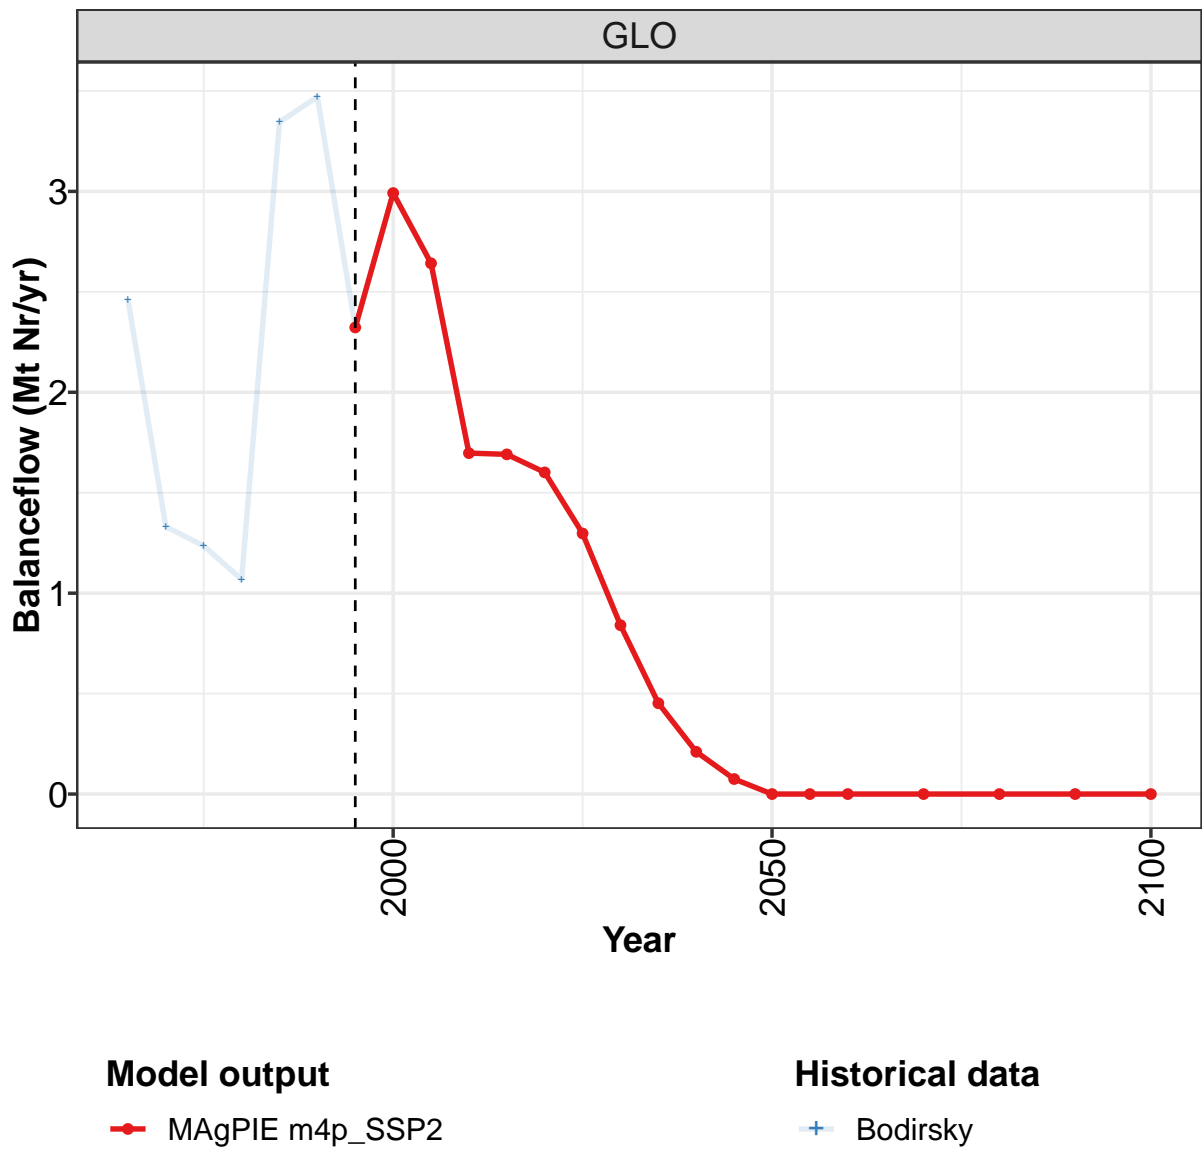 GLO
Balanceflow (Mt Nr/yr)
3
2
1
0
2000
2050
2100
Year
Model output
Historical data
MAgPIE m4p_SSP2
Bodirsky